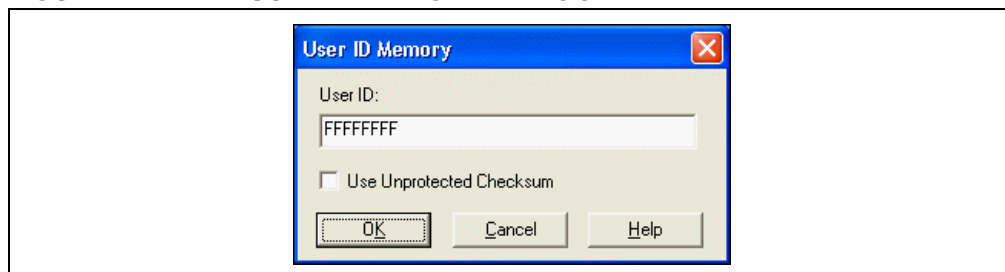 User ID Memory
User ID:
FFFFFFFF
Use Unprotected Checksum
OK Cancel Help